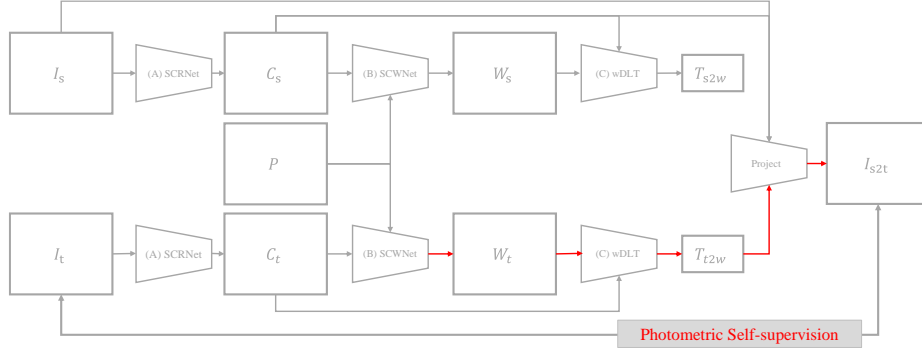 I_s
(A) SCRNet
C_s
(B) SCWNet
W_s
(C) wDLT
T_s2w
P
Project
I_s2t
I_t
(A) SCRNet
C_t
(B) SCWNet
W_t
(C) wDLT
T_t2w
Photometric Self-supervision